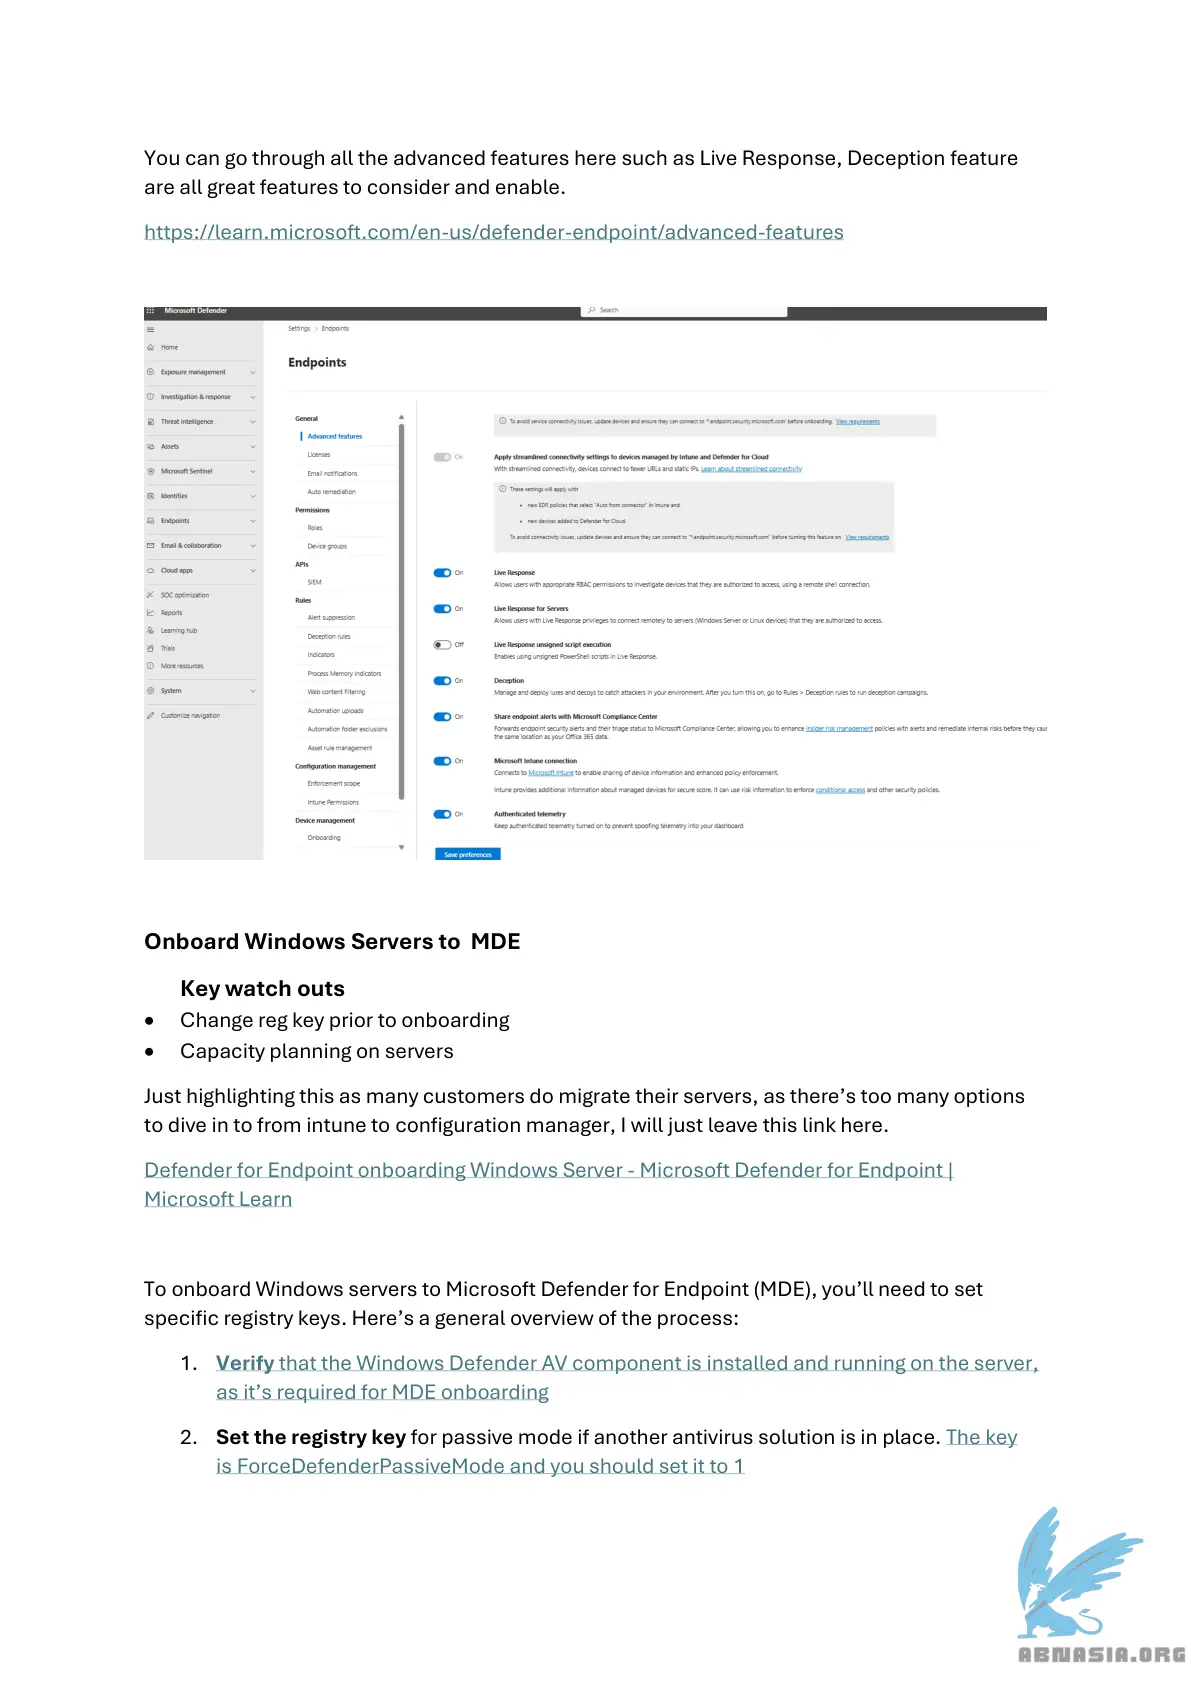 You can go through all the advanced features here such as Live Response, Deception feature
are all great features to consider and enable.
https://learn.microsoft.com/en-us/defender-endpoint/advanced-features
Microsoft Defender
Search
Home
Exposure management
Investigation & response
Threat intelligence
Assets
Microsoft Sentinel
Identities
Endpoints
Email & collaboration
Cloud apps
SOC optimization
Reports
Learning hub
Trials
More resources
System
Customize navigation
Settings > Endpoints
Endpoints
General
Advanced features
Licenses
Email notifications
Auto remediation
Permissions
Roles
Device groups
APIs
SIEM
Rules
Alert suppression
Deception rules
Indicators
Process Memory Indicators
Web content filtering
Automation uploads
Automation folder exclusions
Asset rule management
Configuration management
Enforcement scope
Intune Permissions
Device management
Onboarding
To avoid service connectivity issues, update devices and ensure they can connect to '*.endpoint.security.microsoft.com' before onboarding. View requirements
On
Apply streamlined connectivity settings to devices managed by Intune and Defender for Cloud
With streamlined connectivity, devices connect to fewer URLs and static IPs. Learn about streamlined connectivity
These settings will apply with
• new EDR policies that select "Auto from connector" in Intune and
• new devices added to Defender for Cloud.
To avoid connectivity issues, update devices and ensure they can connect to "*.endpoint.security.microsoft.com" before turning this feature on. View requirements
On
Live Response
Allows users with appropriate RBAC permissions to investigate devices that they are authorized to access, using a remote shell connection.
On
Live Response for Servers
Allows users with Live Response privileges to connect remotely to servers (Windows Server or Linux devices) that they are authorized to access.
Off
Live Response unsigned script execution
Enables using unsigned PowerShell scripts in Live Response.
On
Deception
Manage and deploy lures and decoys to catch attackers in your environment. After you turn this on, go to Rules > Deception rules to run deception campaigns.
On
Share endpoint alerts with Microsoft Compliance Center
Forwards endpoint security alerts and their triage status to Microsoft Compliance Center, allowing you to enhance insider risk management policies with alerts and remediate internal risks before they cau
the same location as your Office 365 data.
On
Microsoft Intune connection
Connects to Microsoft Intune to enable sharing of device information and enhanced policy enforcement.
Intune provides additional information about managed devices for secure score. It can use risk information to enforce conditional access and other security policies.
On
Authenticated telemetry
Keep authenticated telemetry turned on to prevent spoofing telemetry into your dashboard
Save preferences
Onboard Windows Servers to  MDE
Key watch outs
• Change reg key prior to onboarding
• Capacity planning on servers
Just highlighting this as many customers do migrate their servers, as there’s too many options
to dive in to from intune to configuration manager, I will just leave this link here.
Defender for Endpoint onboarding Windows Server - Microsoft Defender for Endpoint |
Microsoft Learn
To onboard Windows servers to Microsoft Defender for Endpoint (MDE), you’ll need to set
specific registry keys. Here’s a general overview of the process:
1. Verify that the Windows Defender AV component is installed and running on the server,
as it’s required for MDE onboarding
2. Set the registry key for passive mode if another antivirus solution is in place. The key
is ForceDefenderPassiveMode and you should set it to 1
ABNASIA.ORG